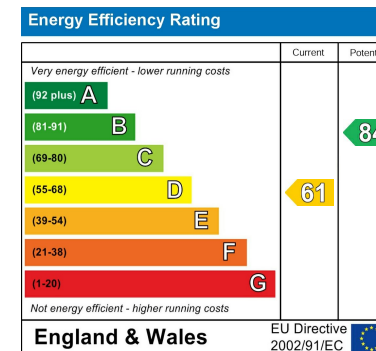 Energy Efficiency Rating
Current Potent
Very energy efficient - lower running costs
(92 plus) A
(81-91) B 84
(69-80) C
(55-68) D 61
(39-54) E
(21-38) F
(1-20) G
Not energy efficient - higher running costs
England & Wales
EU Directive
2002/91/EC